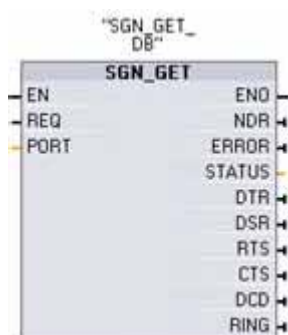 "SGN_GET_
DB"
SGN_GET
EN ENO
REQ NDR
PORT ERROR
STATUS
DTR
DSR
RTS
CTS
DCD
RING